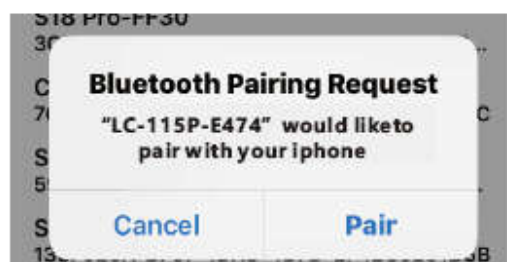 S18 Pro-FF30
Bluetooth Pairing Request
"LC-115P-E474" would liketo
pair with your iphone
Cancel
Pair